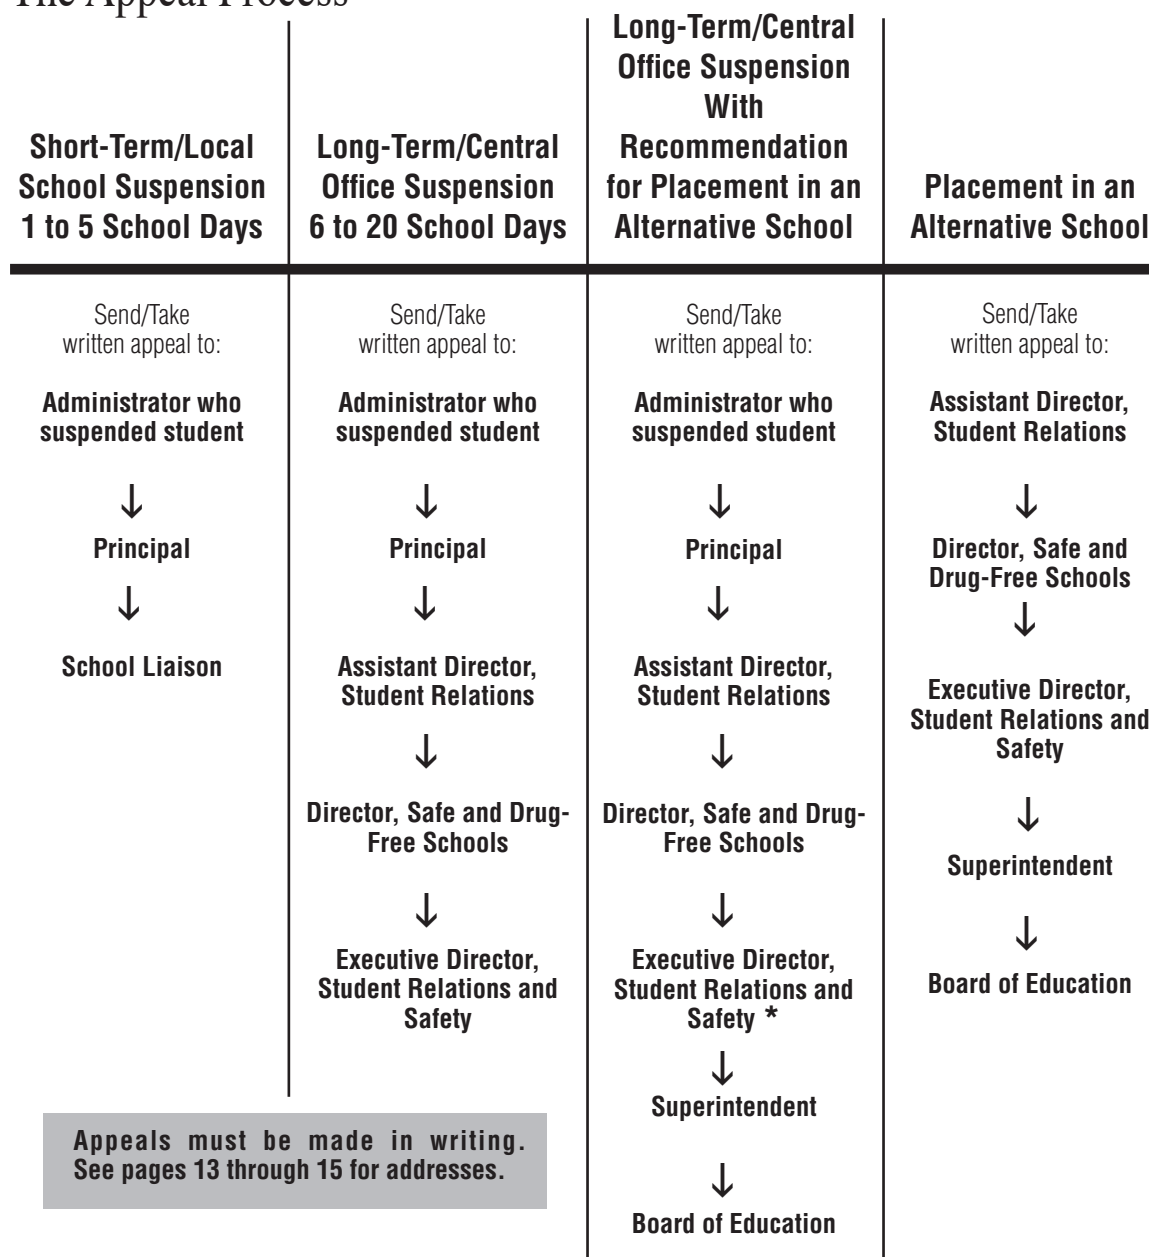 The Appeal Process
Short-Term/Local
School Suspension
1 to 5 School Days
Send/Take
written appeal to:
Administrator who
suspended student
↓
Principal
↓
School Liaison
Long-Term/Central
Office Suspension
6 to 20 School Days
Send/Take
written appeal to:
Administrator who
suspended student
↓
Principal
↓
Assistant Director,
Student Relations
↓
Director, Safe and Drug-
Free Schools
↓
Executive Director,
Student Relations and
Safety
Long-Term/Central
Office Suspension
With
Recommendation
for Placement in an
Alternative School
Send/Take
written appeal to:
Administrator who
suspended student
↓
Principal
↓
Assistant Director,
Student Relations
↓
Director, Safe and Drug-
Free Schools
↓
Executive Director,
Student Relations and
Safety *
↓
Superintendent
↓
Board of Education
Placement in an
Alternative School
Send/Take
written appeal to:
Assistant Director,
Student Relations
↓
Director, Safe and
Drug-Free Schools
↓
Executive Director,
Student Relations and
Safety
↓
Superintendent
↓
Board of Education
Appeals must be made in writing.
See pages 13 through 15 for addresses.